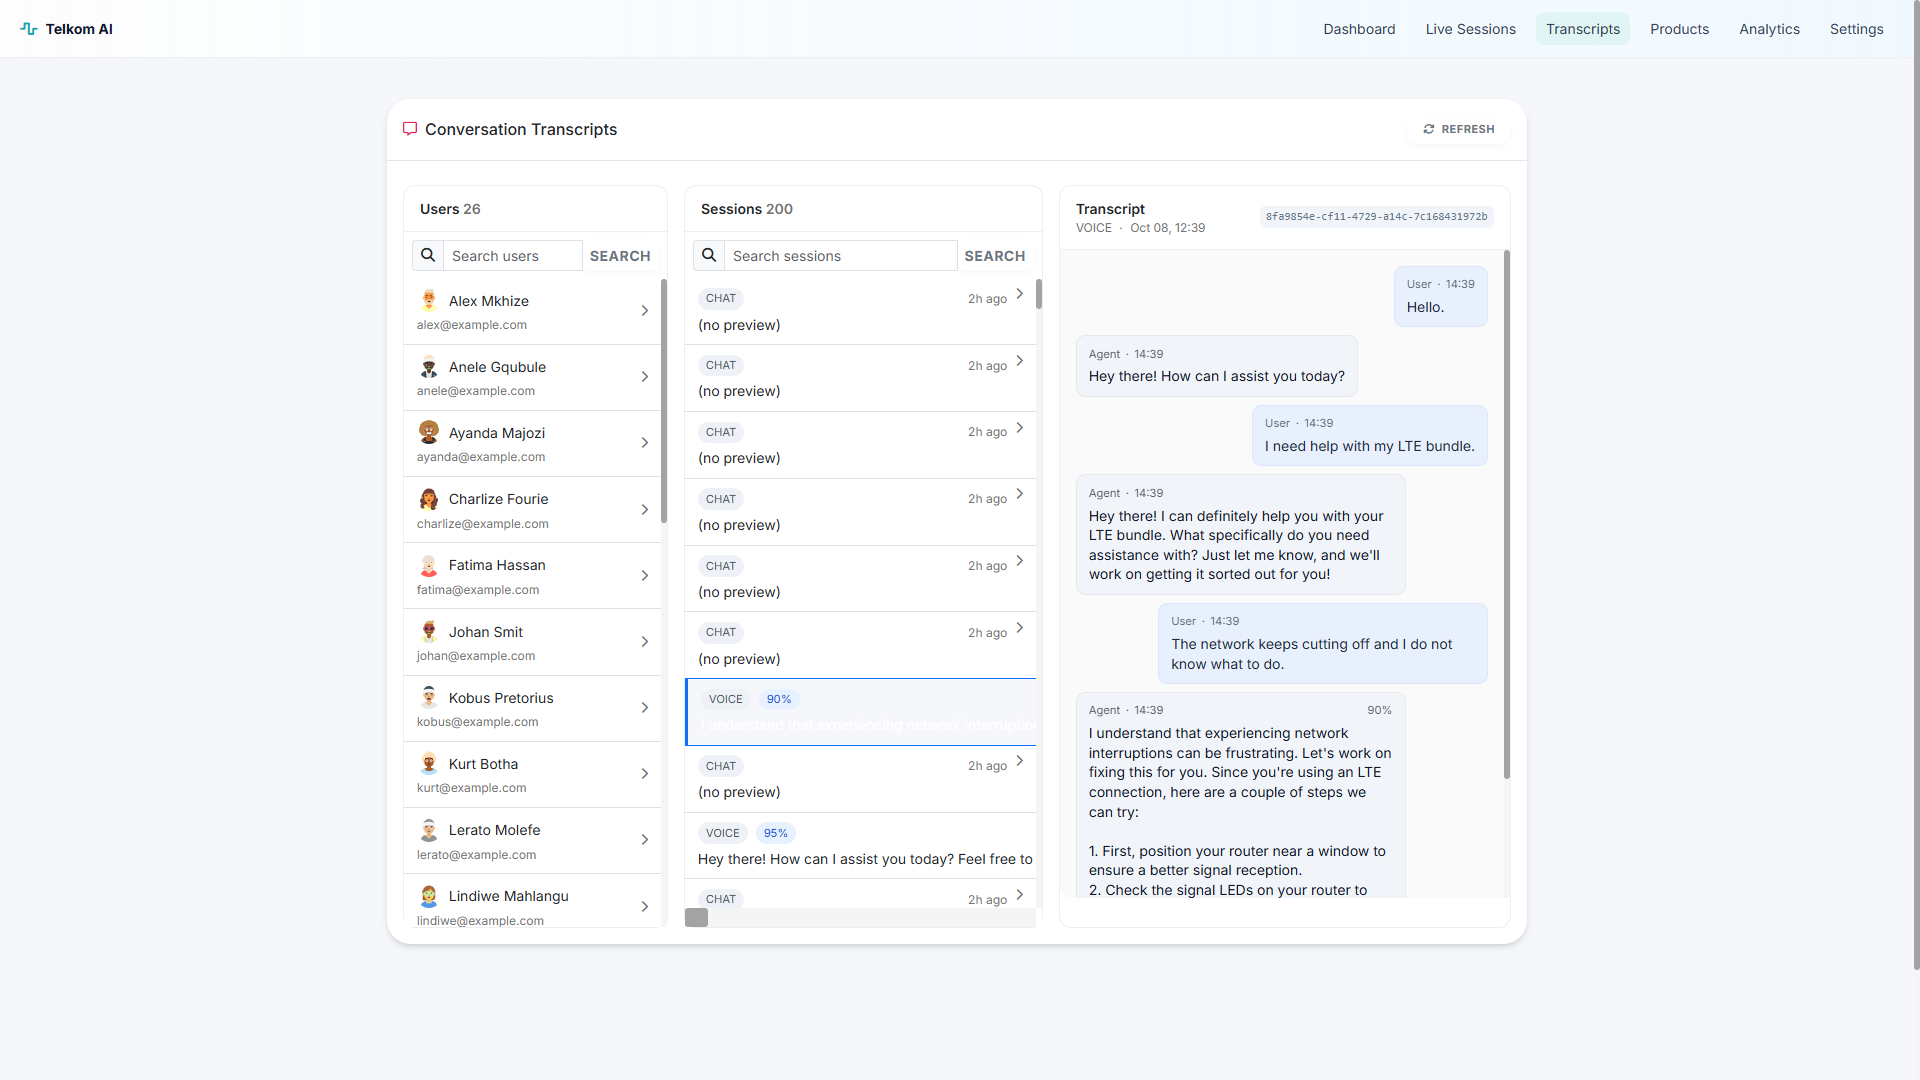 Telkom AI
Dashboard
Live Sessions
Transcripts
Products
Analytics
Settings
Conversation Transcripts
REFRESH
Users 26
Search users
SEARCH
Alex Mkhize
alex@example.com
Anele Gqubule
anele@example.com
Ayanda Majozi
ayanda@example.com
Charlize Fourie
charlize@example.com
Fatima Hassan
fatima@example.com
Johan Smit
johan@example.com
Kobus Pretorius
kobus@example.com
Kurt Botha
kurt@example.com
Lerato Molefe
lerato@example.com
Lindiwe Mahlangu
lindiwe@example.com
Sessions 200
Search sessions
SEARCH
CHAT
2h ago
(no preview)
CHAT
2h ago
(no preview)
CHAT
2h ago
(no preview)
CHAT
2h ago
(no preview)
CHAT
2h ago
(no preview)
CHAT
2h ago
(no preview)
VOICE 90%
I understand that experiencing network interruption
CHAT
2h ago
(no preview)
VOICE 95%
Hey there! How can I assist you today? Feel free to
CHAT
2h ago
Transcript
VOICE · Oct 08, 12:39
8fa9854e-cf11-4729-a14c-7c168431972b
User · 14:39
Hello.
Agent · 14:39
Hey there! How can I assist you today?
User · 14:39
I need help with my LTE bundle.
Agent · 14:39
Hey there! I can definitely help you with your
LTE bundle. What specifically do you need
assistance with? Just let me know, and we'll
work on getting it sorted out for you!
User · 14:39
The network keeps cutting off and I do not
know what to do.
Agent · 14:39
90%
I understand that experiencing network
interruptions can be frustrating. Let's work on
fixing this for you. Since you're using an LTE
connection, here are a couple of steps we
can try:
1. First, position your router near a window to
ensure a better signal reception.
2. Check the signal LEDs on your router to